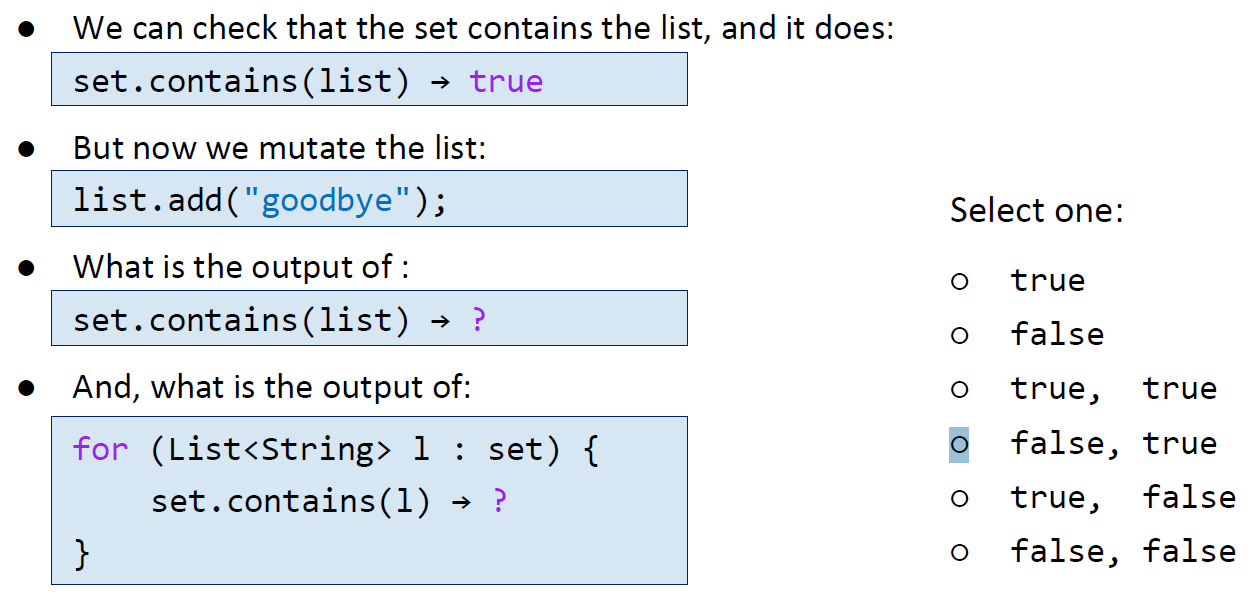 ● We can check that the set contains the list, and it does:
set.contains(list) → true
● But now we mutate the list:
list.add("goodbye");
● What is the output of :
set.contains(list) → ?
● And, what is the output of:
for (List<String> l : set) {
set.contains(l) → ?
}
Select one:
○ true
○ false
○ true, true
○ false, true
○ true, false
○ false, false